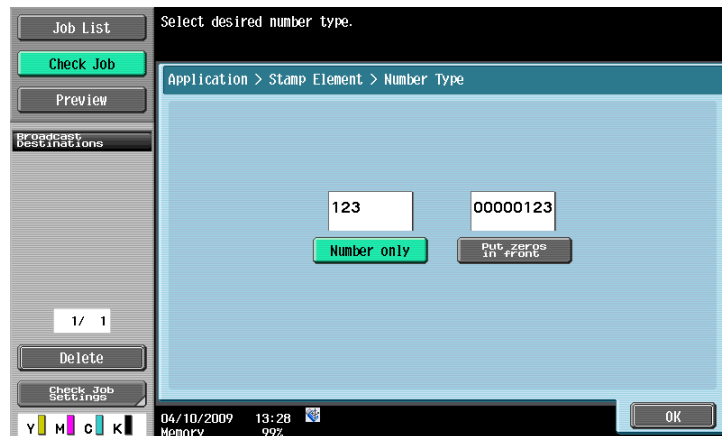 Job List
Select desired number type.
Check Job
Application > Stamp Element > Number Type
Preview
Broadcast
Destinations
123
00000123
Number only
Put zeros
in front
1/ 1
Delete
Check Job
Settings
Y M C K
04/10/2009 13:28
Memory 99%
OK